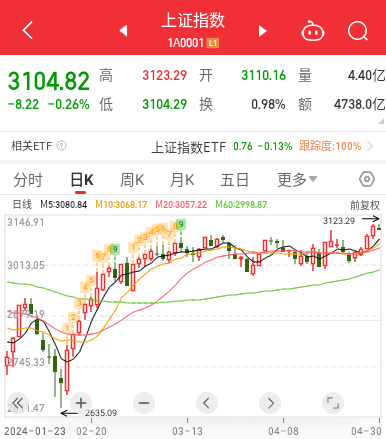 上证指数
1A0001 L1
3104.82 高 3123.29 开 3110.16 量 4.40亿
-8.22 -0.26% 低 3104.29 换 0.98% 额 4738.0亿
相关ETF ? 上证指数ETF 0.76 -0.13% 跟踪度:100%
分时 日K 周K 月K 五日 更多
日线 M5:3080.84 M10:3068.17 M20:3057.22 M60:2998.87 前复权
3146.91
3123.29
3013.05
2879.19
2745.33
2635.09
2024-01-23 02-20 03-13 04-08 04-30